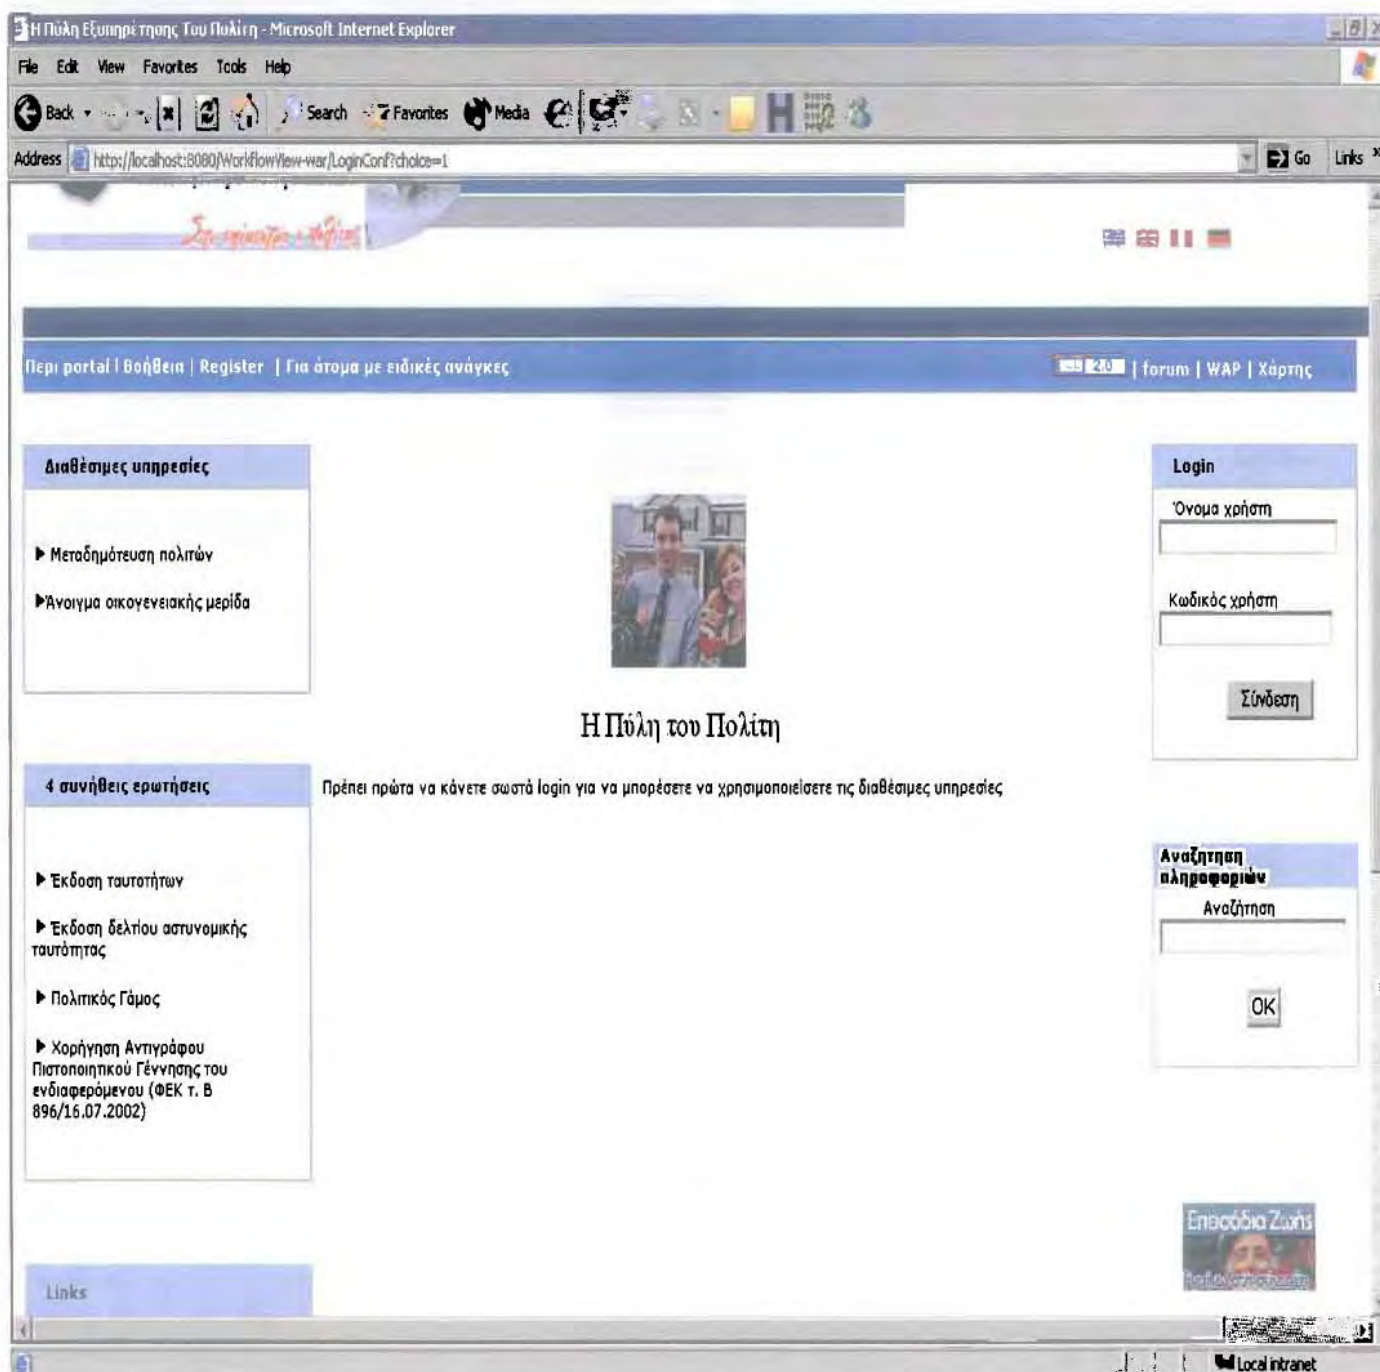 Η Πύλη Εξυπηρέτησης Του Πολίτη - Microsoft Internet Explorer
File Edit View Favorites Tools Help
Back Search Favorites Media
Address http://localhost:8080/WorkflowView-war/LoginConf?choice=1 Go Links »
Περι portal | Βοήθεια | Register | Για άτομα με ειδικές ανάγκες
2.0 | forum | WAP | Χάρτης
Διαθέσιμες υπηρεσίες
Μεταδημότευση πολιτών
Άνοιγμα οικογενειακής μερίδα
4 συνήθεις ερωτήσεις
Έκδοση ταυτοτήτων
Έκδοση δελτίου αστυνομικής
ταυτότητας
Πολιτικός Γάμος
Χορήγηση Αντιγράφου
Πιστοποιητικού Γέννησης του
ενδιαφερόμενου (ΦΕΚ τ. Β
896/16.07.2002)
Links
Η Πύλη του Πολίτη
Πρέπει πρώτα να κάνετε σωστά login για να μπορέσετε να χρησιμοποιείσετε τις διαθέσιμες υπηρεσίες
Login
Όνομα χρήστη
Κωδικός χρήστη
Σύνδεση
Αναζητηση
πληροφοριών
Αναζήτηση
OK
Επεισόδια Ζωής
Local intranet